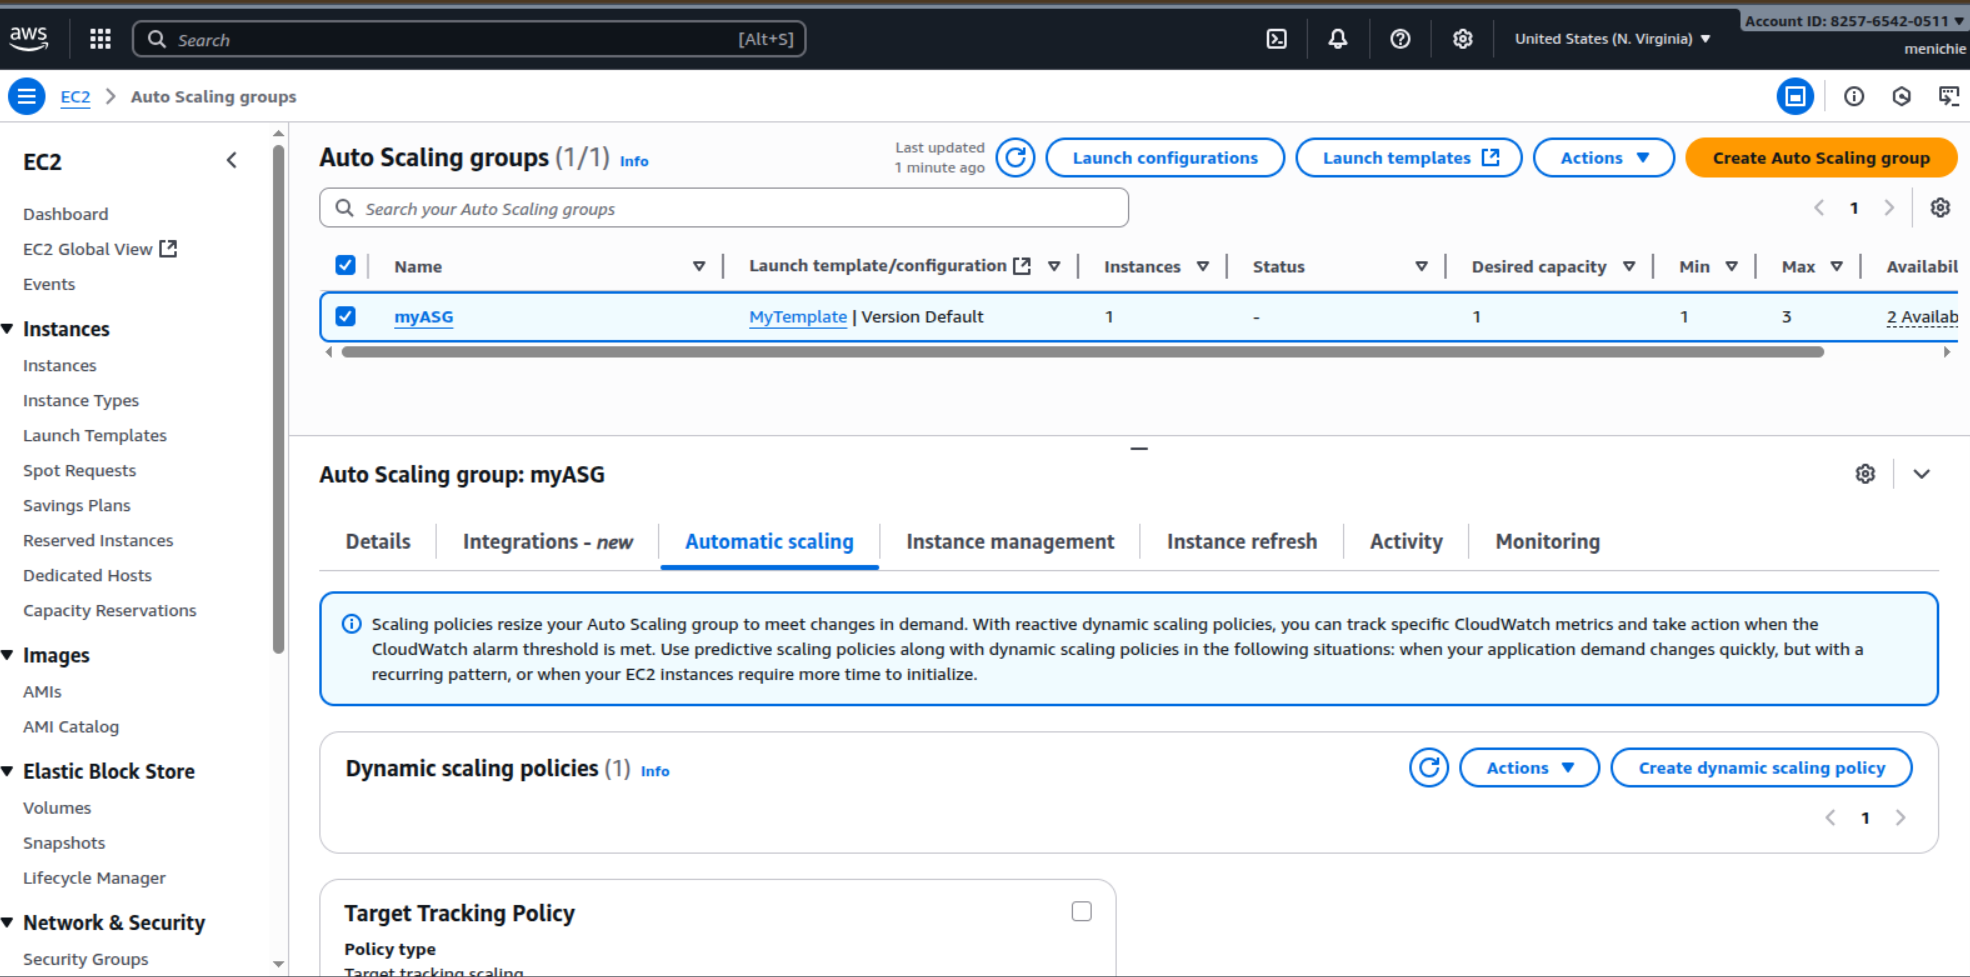 aws
Search
[Alt+S]
United States (N. Virginia)
Account ID: 8257-6542-0511
menichie
EC2
Auto Scaling groups
EC2
Dashboard
EC2 Global View
Events
Instances
Instances
Instance Types
Launch Templates
Spot Requests
Savings Plans
Reserved Instances
Dedicated Hosts
Capacity Reservations
Images
AMIs
AMI Catalog
Elastic Block Store
Volumes
Snapshots
Lifecycle Manager
Network & Security
Security Groups
Auto Scaling groups (1/1) Info
Last updated
1 minute ago
Launch configurations
Launch templates
Actions
Create Auto Scaling group
Search your Auto Scaling groups
1
Name
Launch template/configuration
Instances
Status
Desired capacity
Min
Max
Availabil
myASG
MyTemplate | Version Default
1
-
1
1
3
2 Availab
Auto Scaling group: myASG
Details
Integrations - new
Automatic scaling
Instance management
Instance refresh
Activity
Monitoring
Scaling policies resize your Auto Scaling group to meet changes in demand. With reactive dynamic scaling policies, you can track specific CloudWatch metrics and take action when the
CloudWatch alarm threshold is met. Use predictive scaling policies along with dynamic scaling policies in the following situations: when your application demand changes quickly, but with a
recurring pattern, or when your EC2 instances require more time to initialize.
Dynamic scaling policies (1) Info
Actions
Create dynamic scaling policy
1
Target Tracking Policy
Policy type
Target tracking scaling